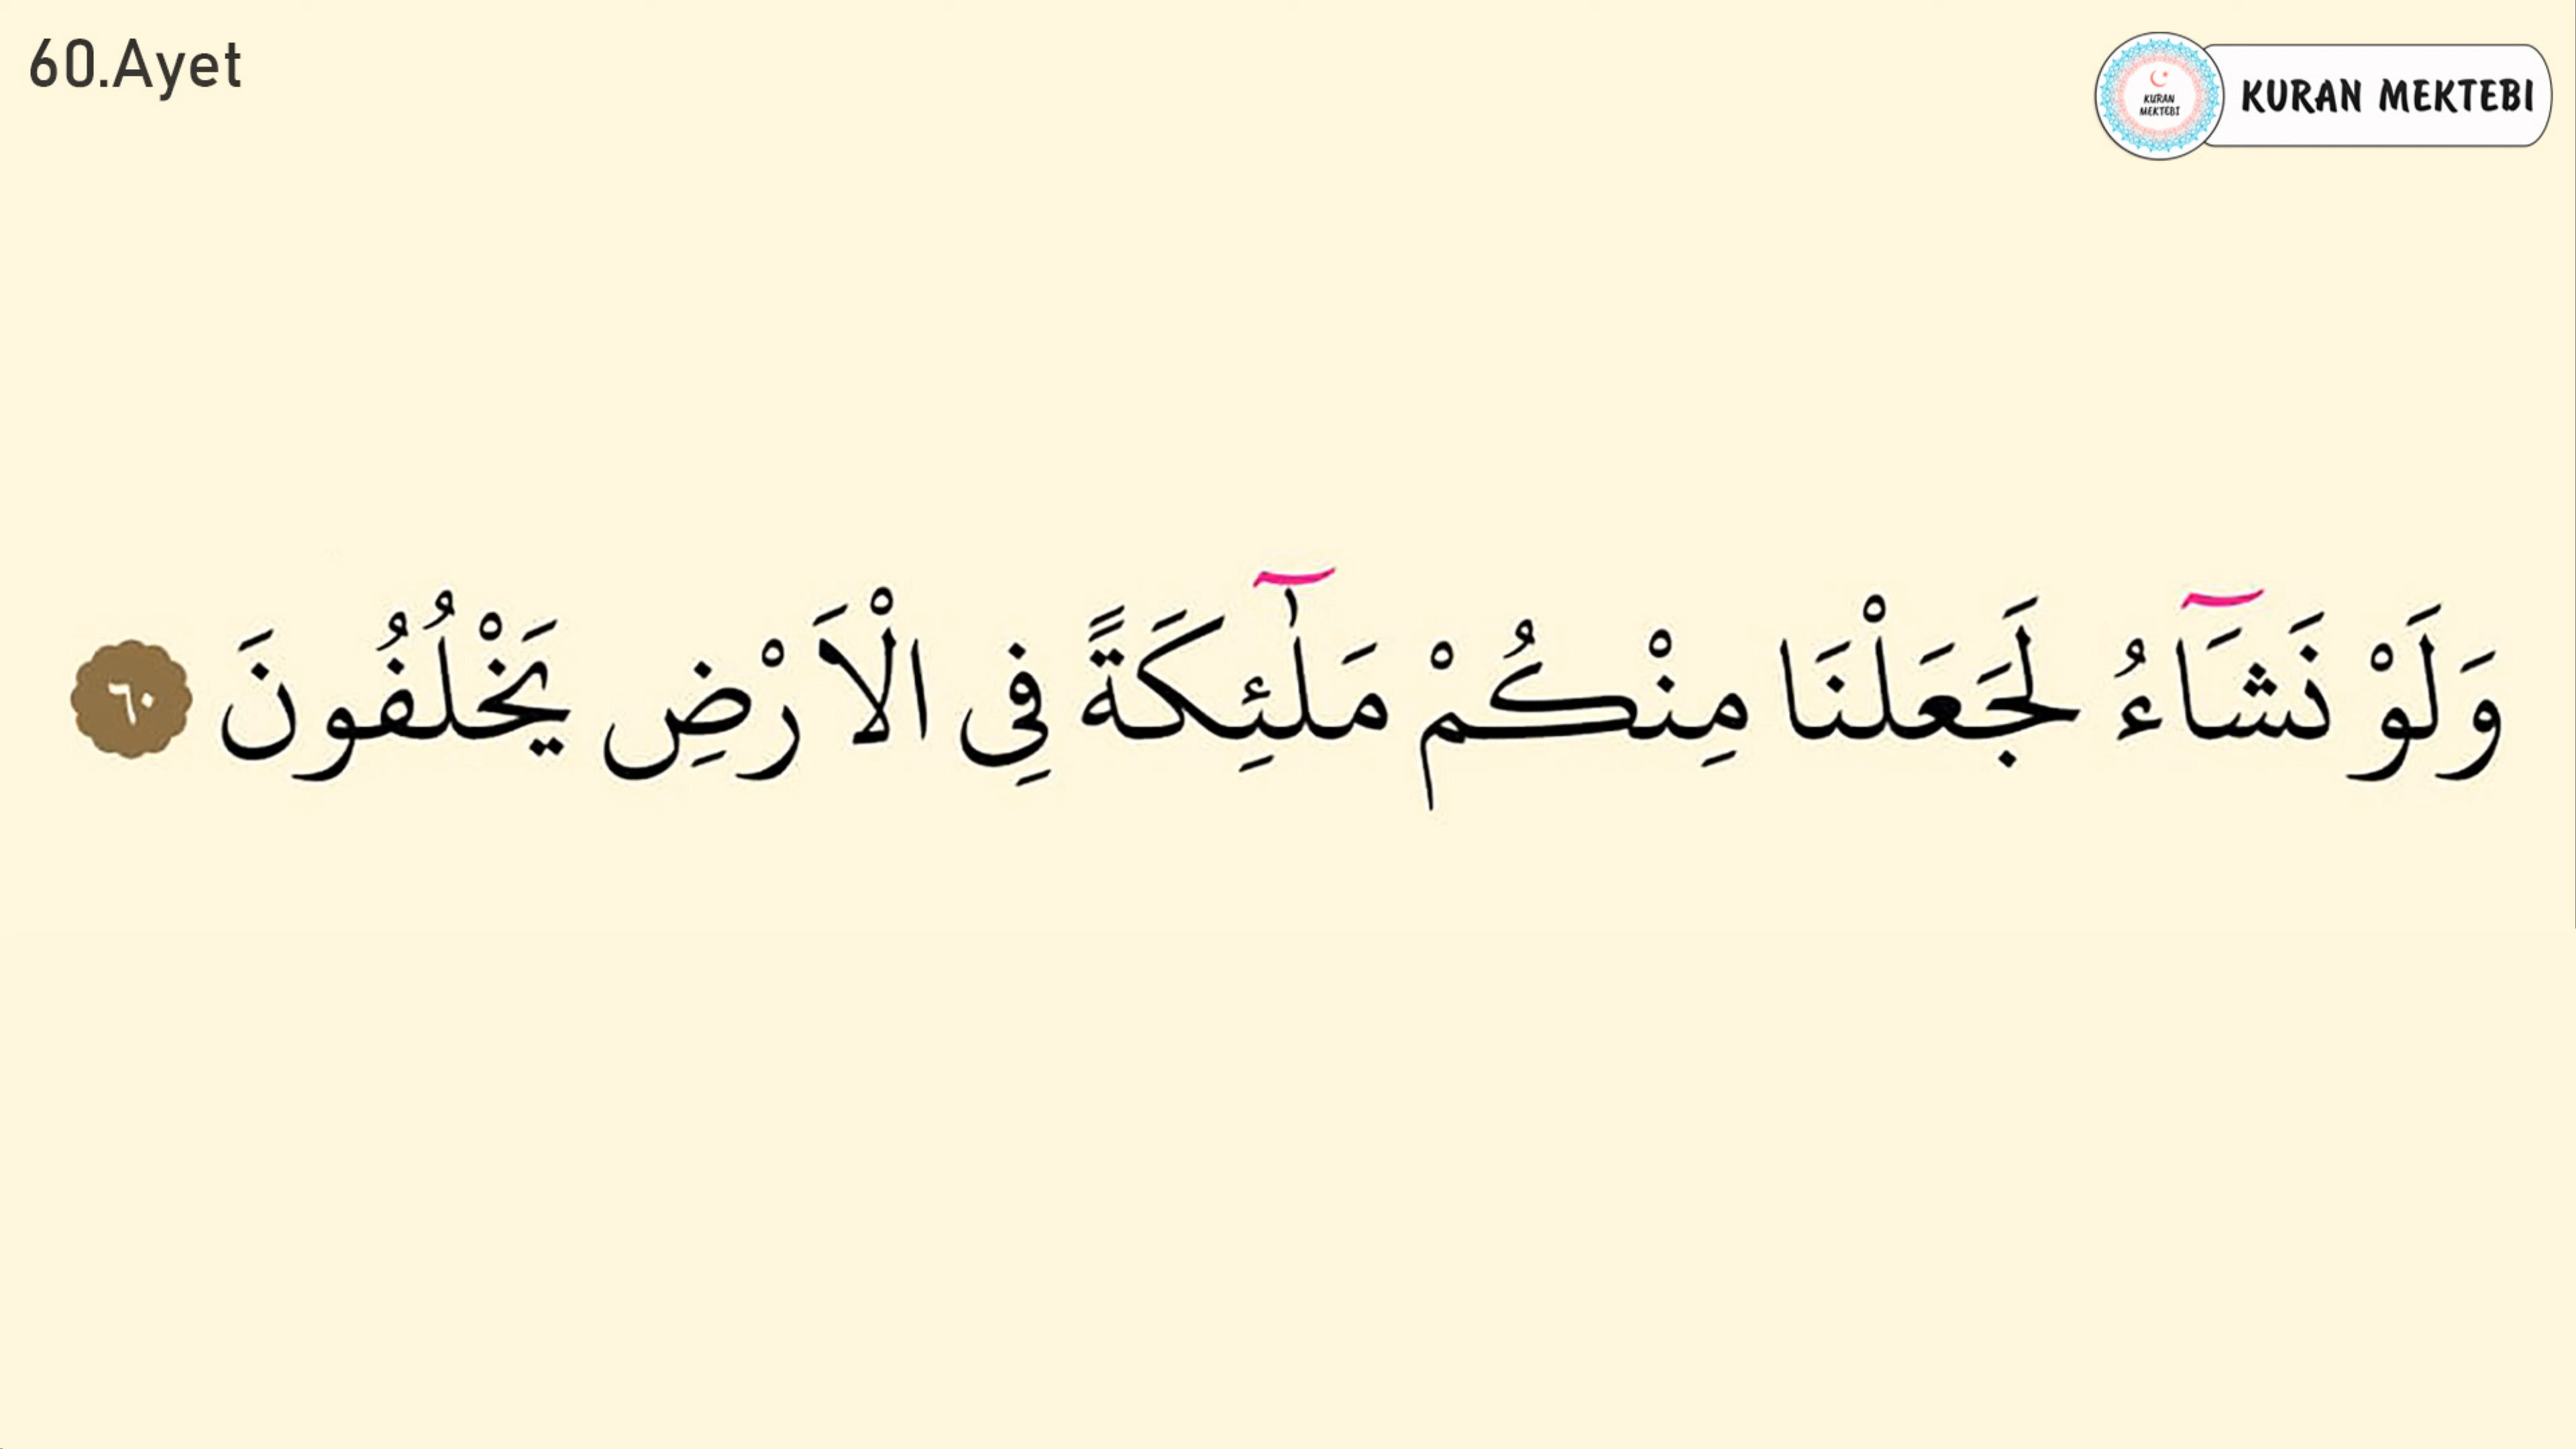 60.Ayet
KURAN MEKTEBI
KURAN MEKTEBI
وَلَوْ نَشَٓاءُ لَجَعَلْنَا مِنْكُمْ مَلٰٓئِكَةً فِى الْاَرْضِ يَخْلُفُونَ ٦٠